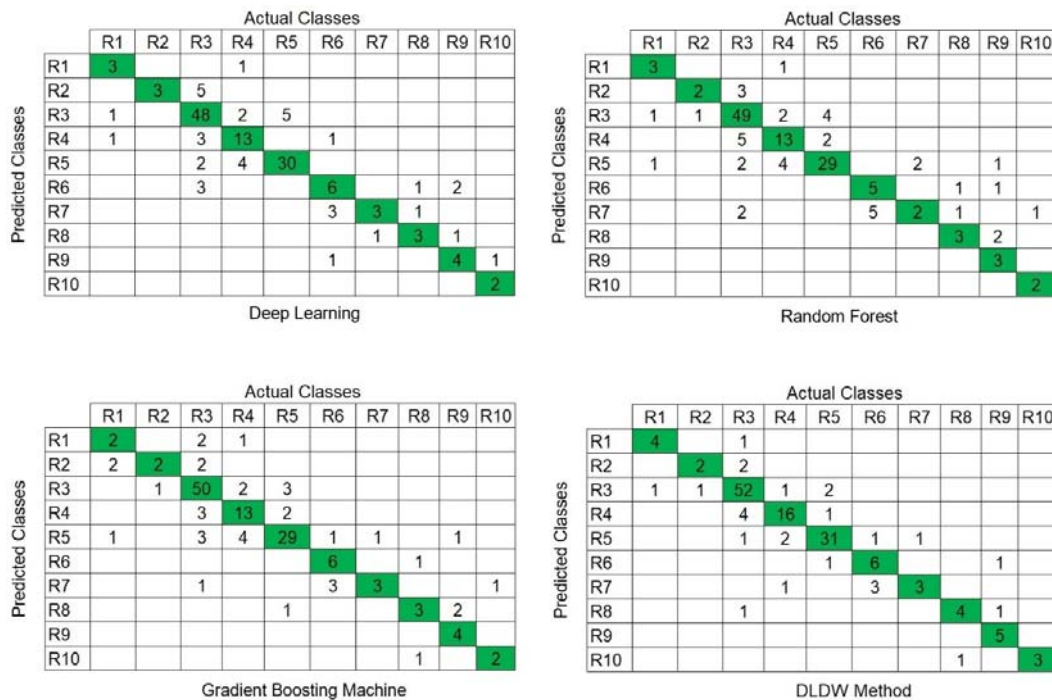 Actual Classes
R1 R2 R3 R4 R5 R6 R7 R8 R9 R10
R1 3 1
R2 3 5
R3 1 48 2 5
R4 1 3 13 1
R5 2 4 30
R6 3 6 1 2
R7 3 3 1
R8 1 3 1
R9 1 4 1
R10 2
Predicted Classes
Deep Learning
Actual Classes
R1 R2 R3 R4 R5 R6 R7 R8 R9 R10
R1 3 1
R2 2 3
R3 1 1 49 2 4
R4 5 13 2
R5 1 2 4 29 2 1
R6 5 1 1
R7 2 5 2 1 1
R8 3 2
R9 3
R10 2
Predicted Classes
Random Forest
Actual Classes
R1 R2 R3 R4 R5 R6 R7 R8 R9 R10
R1 2 2 1
R2 2 2 2
R3 1 50 2 3
R4 3 13 2
R5 1 3 4 29 1 1 1
R6 6 1
R7 1 3 3 1
R8 1 3 2
R9 4
R10 1 2
Predicted Classes
Gradient Boosting Machine
Actual Classes
R1 R2 R3 R4 R5 R6 R7 R8 R9 R10
R1 4 1
R2 2 2
R3 1 1 52 1 2
R4 4 16 1
R5 1 2 31 1 1
R6 1 6 1
R7 1 3 3
R8 1 4 1
R9 5
R10 1 3
Predicted Classes
DLDW Method